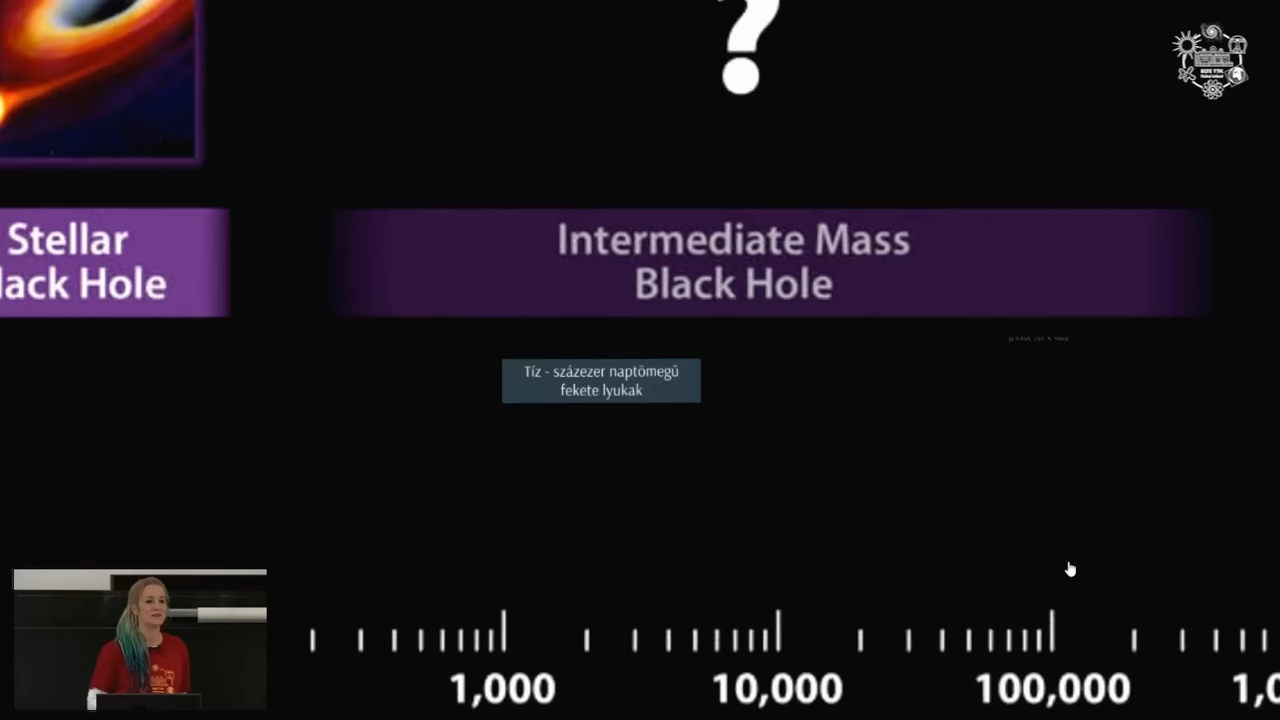 ?
Stellar
lack Hole
Intermediate Mass
Black Hole
Tíz - százezer naptömegű
fekete lyukak
1,000
10,000
100,000
1,0